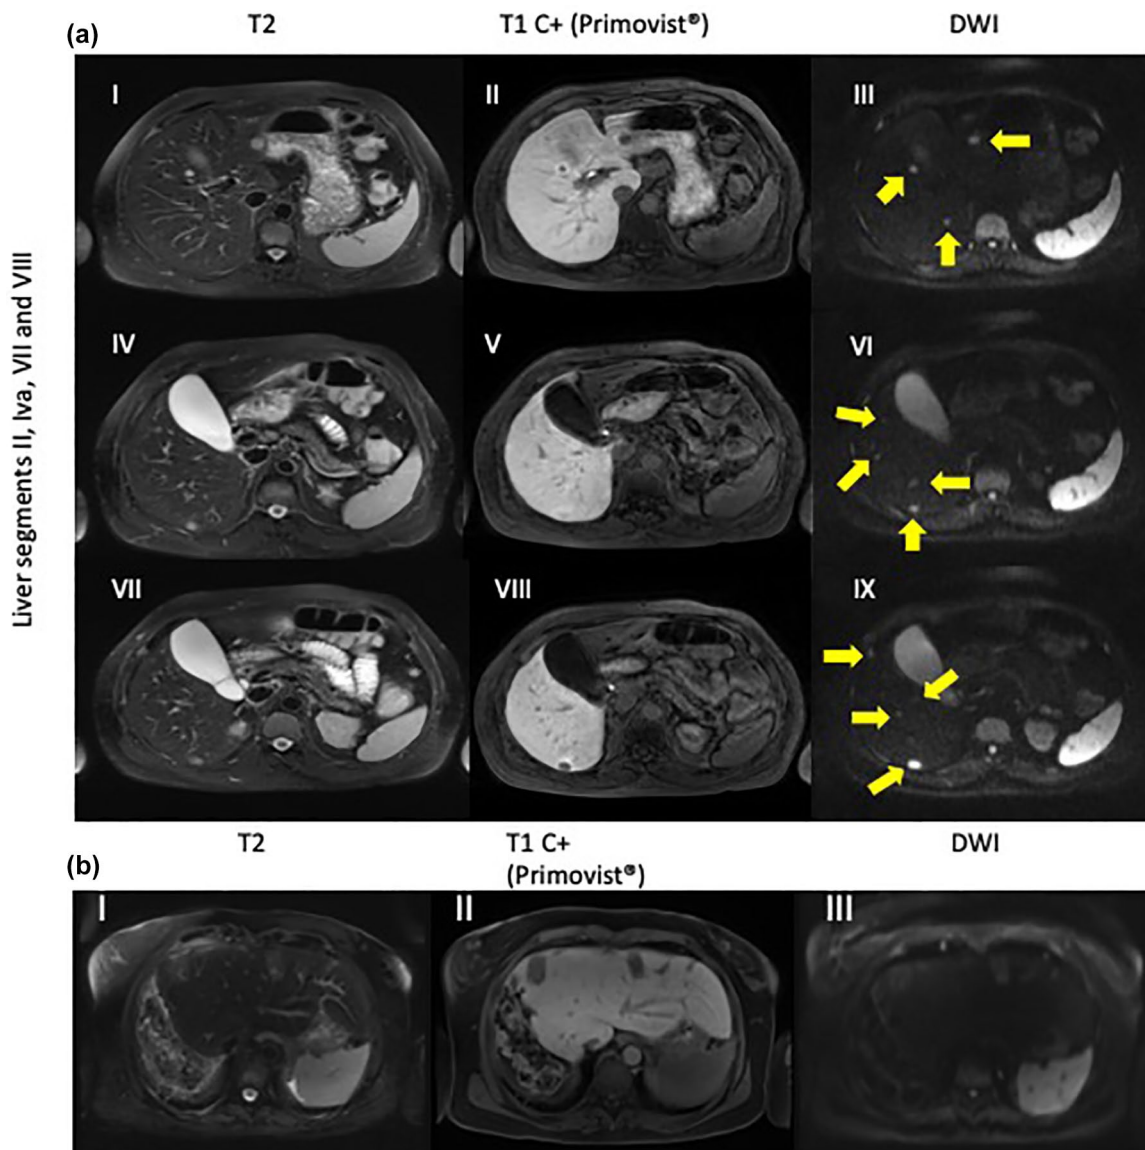 (a)
T2 T1 C+ (Primovist®) DWI
Liver segments II, Iva, VII and VIII
I II III
IV V VI
VII VIII IX
(b)
T2 T1 C+ DWI
(Primovist®)
I II III